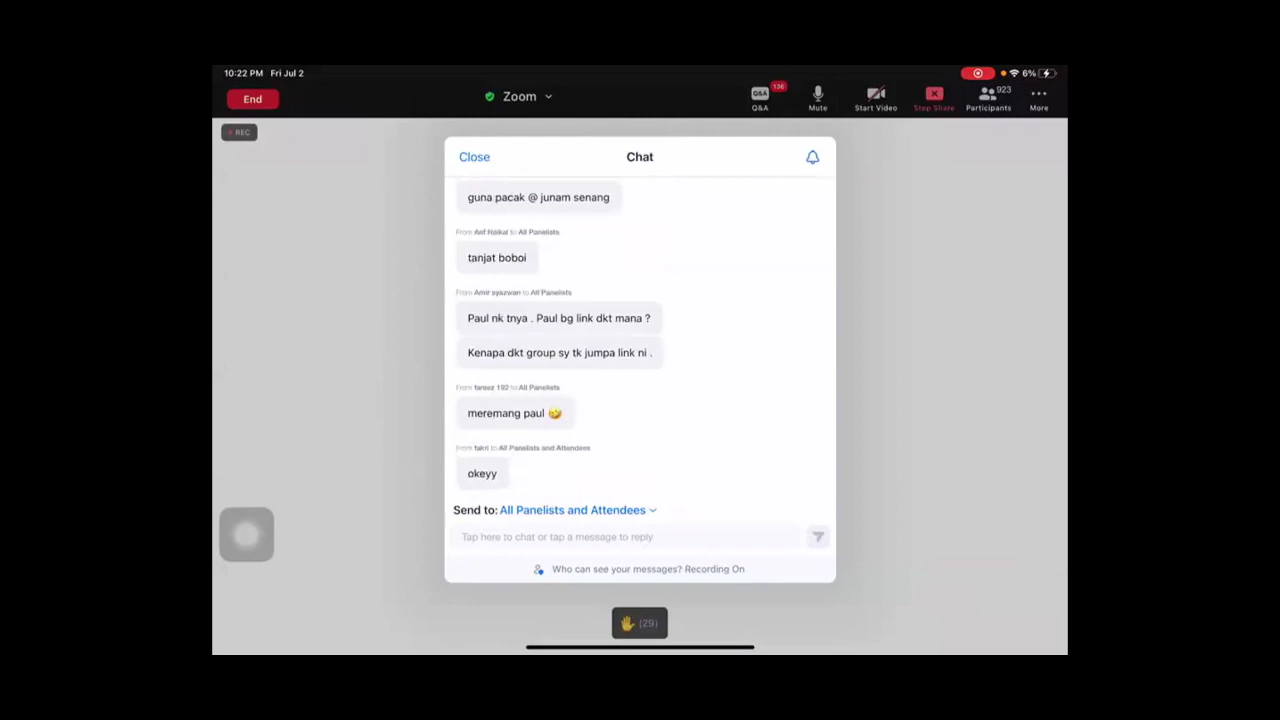 10:22 PM Fri Jul 2
6%
End
Zoom
Q&A
136
Q&A
Mute
Start Video
Stop Share
923
Participants
More
REC
Close
Chat
guna pacak @ junam senang
From Arif Haikal to All Panelists
tanjat boboi
From Amir syazwan to All Panelists
Paul nk tnya . Paul bg link dkt mana ?
Kenapa dkt group sy tk jumpa link ni .
From fareez 192 to All Panelists
meremang paul 🤣
From fakri to All Panelists and Attendees
okeyy
Send to: All Panelists and Attendees
Tap here to chat or tap a message to reply
Who can see your messages? Recording On
✋ (29)